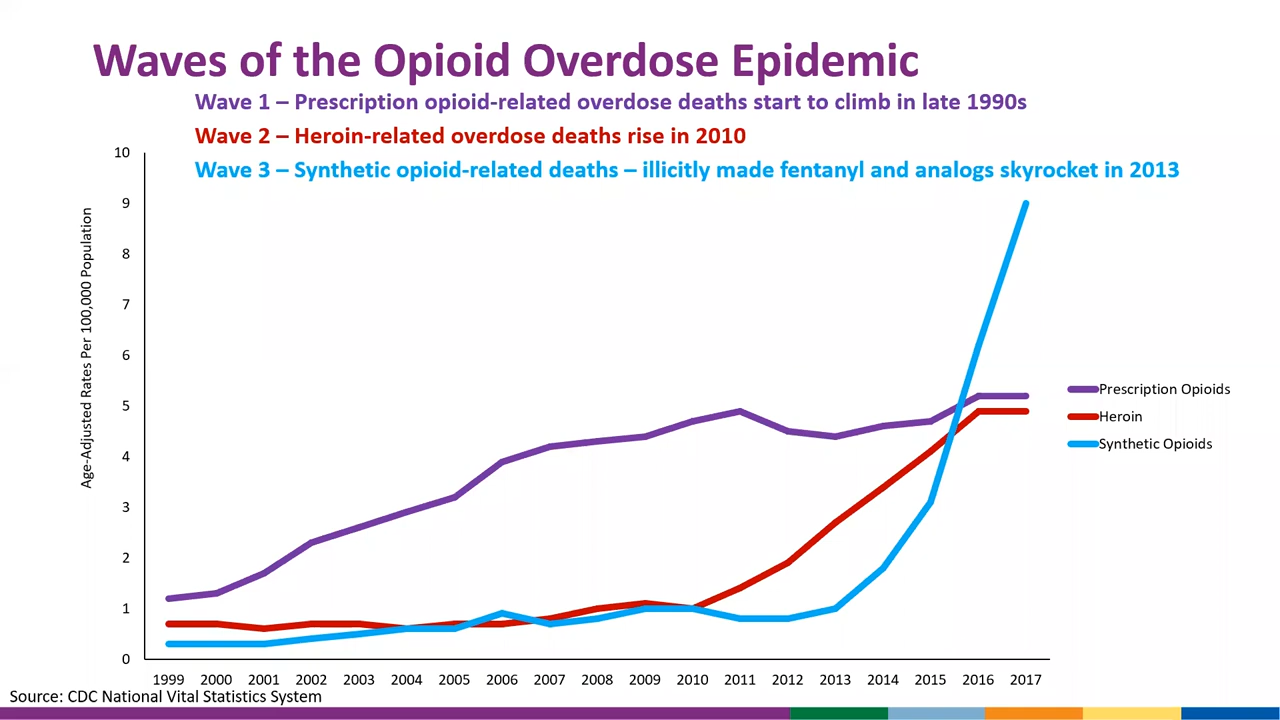 Waves of the Opioid Overdose Epidemic
Wave 1 – Prescription opioid-related overdose deaths start to climb in late 1990s
Wave 2 – Heroin-related overdose deaths rise in 2010
Wave 3 – Synthetic opioid-related deaths – illicitly made fentanyl and analogs skyrocket in 2013
Age-Adjusted Rates Per 100,000 Population
10
9
8
7
6
5
4
3
2
1
0
1999 2000 2001 2002 2003 2004 2005 2006 2007 2008 2009 2010 2011 2012 2013 2014 2015 2016 2017
Prescription Opioids
Heroin
Synthetic Opioids
Source: CDC National Vital Statistics System